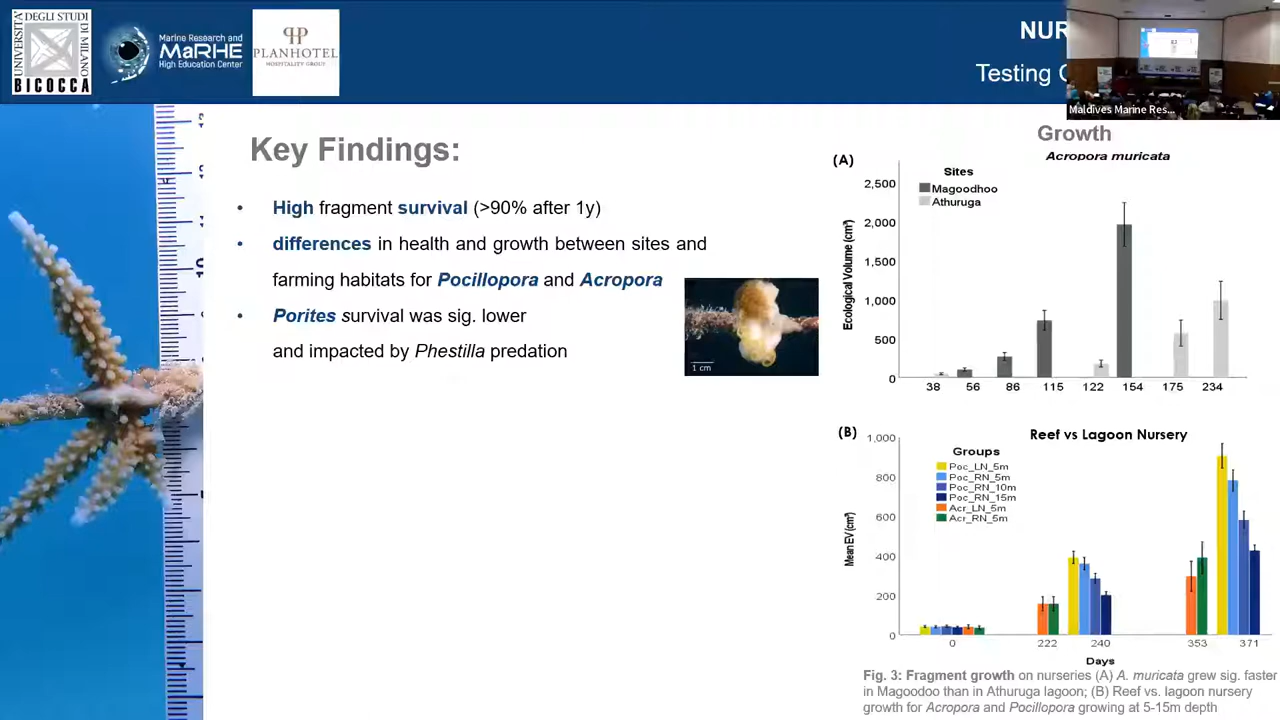 UNIVERSITÀ DEGLI STUDI DI MILANO
BICOCCA
Marine Research and
MaRHE
High Education Center
PLANHOTEL
HOSPITALITY GROUP
NUR
Testing
Maldives Marine Res...
Key Findings:
• High fragment survival (>90% after 1y)
• differences in health and growth between sites and
farming habitats for Pocillopora and Acropora
• Porites survival was sig. lower
and impacted by Phestilla predation
1 cm
Growth
Acropora muricata
(A)
Sites
Magoodhoo
Athuruga
Ecological Volume (cm³)
2,500
2,000
1,500
1,000
500
0
38 56 86 115 122 154 175 234
(B)
Reef vs Lagoon Nursery
Groups
Poc_LN_5m
Poc_RN_5m
Poc_RN_10m
Poc_RN_15m
Acr_LN_5m
Acr_RN_5m
Mean EV (cm³)
1,000
800
600
400
200
0
0 222 240 353 371
Days
Fig. 3: Fragment growth on nurseries (A) A. muricata grew sig. faster
in Magoodoo than in Athuruga lagoon; (B) Reef vs. lagoon nursery
growth for Acropora and Pocillopora growing at 5-15m depth